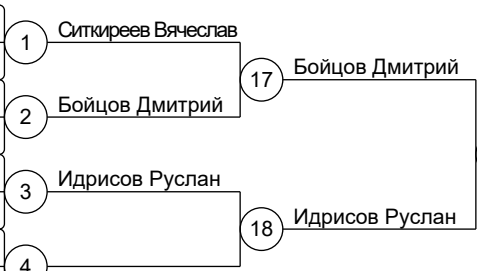 1 Ситкиреев Вячеслав
17 Бойцов Дмитрий
2 Бойцов Дмитрий
3 Идрисов Руслан
18 Идрисов Руслан
4